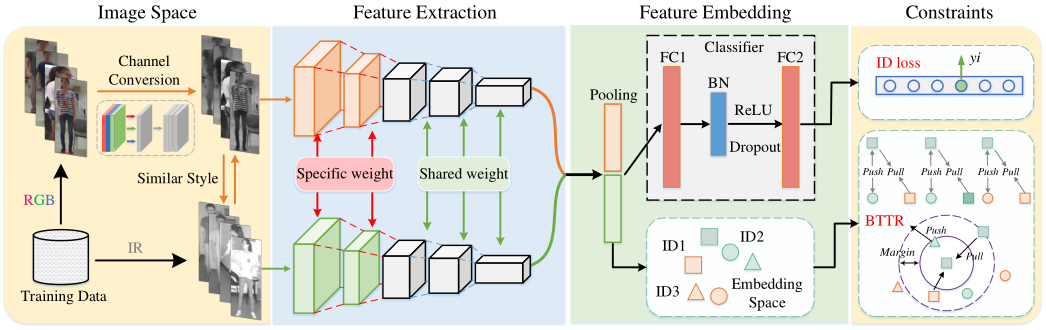 Image Space
Feature Extraction
Feature Embedding
Constraints
Channel
Conversion
Similar Style
RGB
IR
Training Data
Specific weight
Shared weight
Pooling
Classifier
FC1
BN
FC2
ReLU
Dropout
ID1
ID2
ID3
Embedding
Space
ID loss
yi
Push Pull
Push Pull
Push Pull
BTTR
Push
Margin
Pull